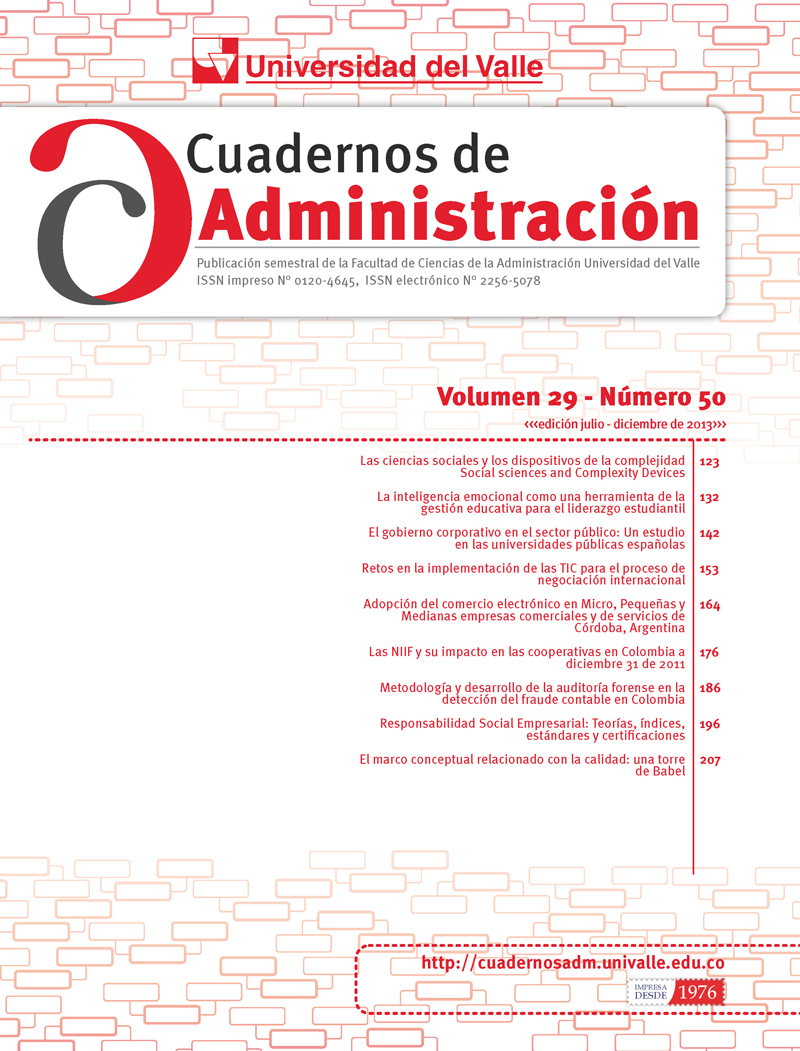 Universidad del Valle
Cuadernos de
Administración
Publicación semestral de la Facultad de Ciencias de la Administración Universidad del Valle
ISSN impreso N° 0120-4645, ISSN electrónico N° 2256-5078
Volumen 29 - Número 50
<<<edición julio - diciembre de 2013>>>
Las ciencias sociales y los dispositivos de la complejidad 123
Social sciences and Complexity Devices
La inteligencia emocional como una herramienta de la 132
gestión educativa para el liderazgo estudiantil
El gobierno corporativo en el sector público: Un estudio 142
en las universidades públicas españolas
Retos en la implementación de las TIC para el proceso de 153
negociación internacional
Adopción del comercio electrónico en Micro, Pequeñas y 164
Medianas empresas comerciales y de servicios de
Córdoba, Argentina
Las NIIF y su impacto en las cooperativas en Colombia a 176
diciembre 31 de 2011
Metodología y desarrollo de la auditoría forense en la 186
detección del fraude contable en Colombia
Responsabilidad Social Empresarial: Teorías, índices, 196
estándares y certificaciones
El marco conceptual relacionado con la calidad: una torre 207
de Babel
http://cuadernosadm.univalle.edu.co
IMPRESA
DESDE 1976